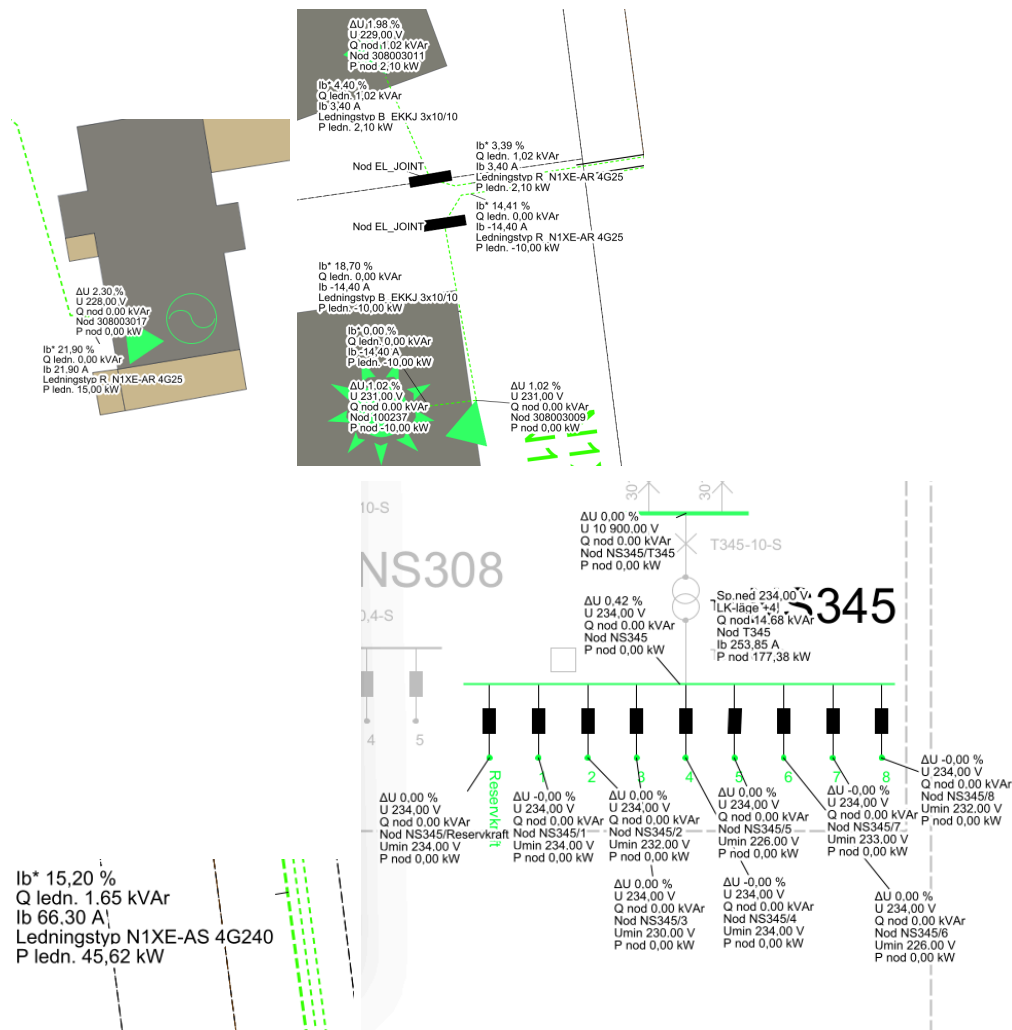 ΔU 1.98 %
U 229,00 V
Q nod 1,02 kVAr
Nod 308003011
P nod 2,10 kW
Ib* 4.40 %
Q ledn. 1,02 kVAr
Ib 3,40 A
Ledningstyp B_EKKJ 3x10/10
P ledn. 2,10 kW
Nod EL_JOINT
Ib* 3,39 %
Q ledn. 1,02 kVAr
Ib 3,40 A
Ledningstyp R_N1XE-AR 4G25
P ledn. 2,10 kW
Nod EL_JOINT
Ib* 14,41 %
Q ledn. 0,00 kVAr
Ib -14,40 A
Ledningstyp R_N1XE-AR 4G25
P ledn. -10,00 kW
Ib* 18,70 %
Q ledn. 0,00 kVAr
Ib -14,40 A
Ledningstyp B_EKKJ 3x10/10
P ledn. -10,00 kW
Ib* 0,00 %
Q ledn. 0,00 kVAr
Ib -14,40 A
P ledn. -10,00 kW
ΔU 1,02 %
U 231,00 V
Q nod 0.00 kVAr
Nod 100237
P nod -10,00 kW
ΔU 1,02 %
U 231,00 V
Q nod 0.00 kVAr
Nod 308003009
P nod 0,00 kW
ΔU 2,30 %
U 228,00 V
Q nod 0,00 kVAr
Nod 308003017
P nod 0,00 kW
Ib* 21,90 %
Q ledn. 0,00 kVAr
Ib 21,90 A
Ledningstyp R_N1XE-AR 4G25
P ledn. 15,00 kW
10-S
NS308
0,4-S
4
5
30
30
ΔU 0,00 %
U 10 900.00 V
Q nod 0.00 kVAr
Nod NS345/T345
P nod 0,00 kW
T345-10-S
ΔU 0,42 %
U 234,00 V
Q nod 0.00 kVAr
Nod NS345
P nod 0,00 kW
Sp.ned 234,00 V
LK-läge +4
Q nod 14.68 kVAr
Nod T345
Ib 253,85 A
P nod 177,38 kW
S345
Reservkraft
1
2
3
4
5
6
7
8
ΔU 0,00 %
U 234,00 V
Q nod 0.00 kVAr
Nod NS345/Reservkraft
Umin 234.00 V
P nod 0,00 kW
ΔU -0,00 %
U 234,00 V
Q nod 0.00 kVAr
Nod NS345/1
Umin 234.00 V
P nod 0,00 kW
ΔU 0,00 %
U 234,00 V
Q nod 0.00 kVAr
Nod NS345/2
Umin 232.00 V
P nod 0,00 kW
ΔU 0.00 %
U 234,00 V
Q nod 0.00 kVAr
Nod NS345/5
Umin 226.00 V
P nod 0,00 kW
ΔU -0,00 %
U 234,00 V
Q nod 0.00 kVAr
Nod NS345/7
Umin 233,00 V
P nod 0,00 kW
ΔU -0,00 %
U 234,00 V
Q nod 0.00 kVAr
Nod NS345/8
Umin 232.00 V
P nod 0,00 kW
ΔU 0,00 %
U 234,00 V
Q nod 0.00 kVAr
Nod NS345/3
Umin 230.00 V
P nod 0,00 kW
ΔU -0,00 %
U 234,00 V
Q nod 0.00 kVAr
Nod NS345/4
Umin 234,00 V
P nod 0,00 kW
ΔU 0.00 %
U 234,00 V
Q nod 0,00 kVAr
Nod NS345/6
Umin 226.00 V
P nod 0,00 kW
Ib* 15,20 %
Q ledn. 1.65 kVAr
Ib 66.30 A
Ledningstyp N1XE-AS 4G240
P ledn. 45,62 kW